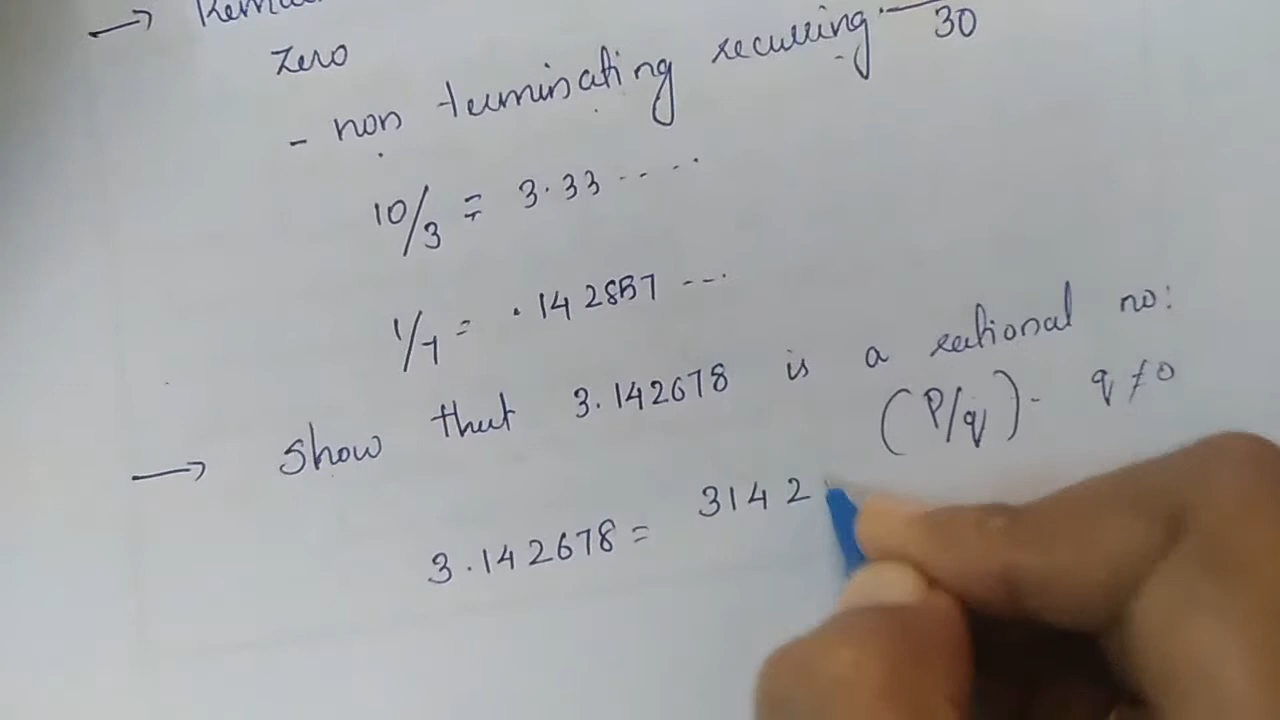 →
zero
30
- non terminating recurring.
10/3 = 3.33 .....
1/7 = .142857 ...
→ Show that 3.142678 is a rational no:
(P/q). q ≠ 0
3.142678 = 3142